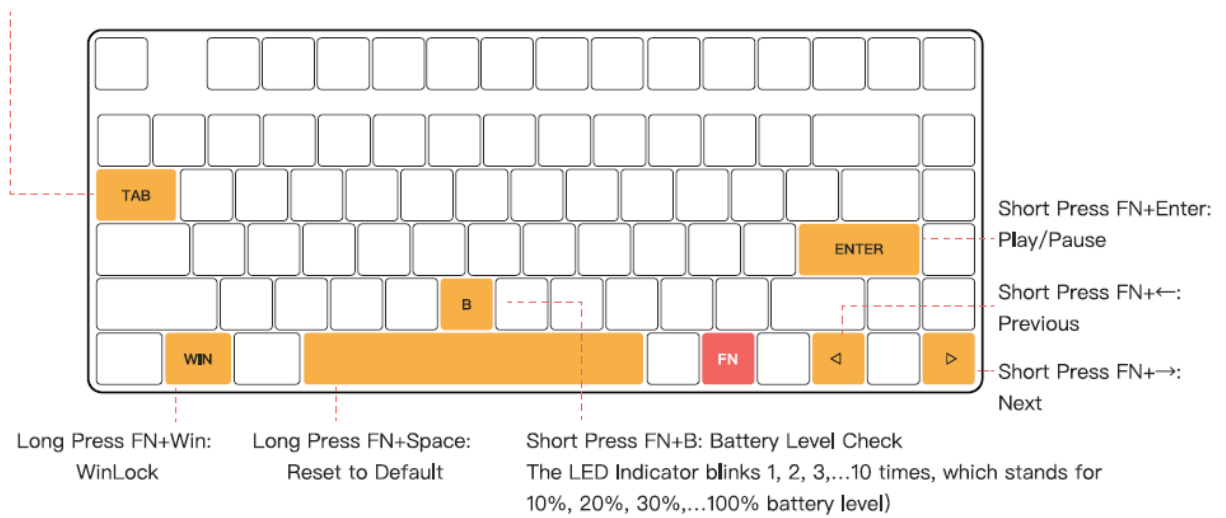 TAB
Short Press FN+Enter:
Play/Pause
ENTER
B
Short Press FN+←:
Previous
WIN
FN
◁
▷
Short Press FN+→:
Next
Long Press FN+Win:
WinLock
Long Press FN+Space:
Reset to Default
Short Press FN+B: Battery Level Check
The LED Indicator blinks 1, 2, 3,...10 times, which stands for
10%, 20%, 30%,...100% battery level)